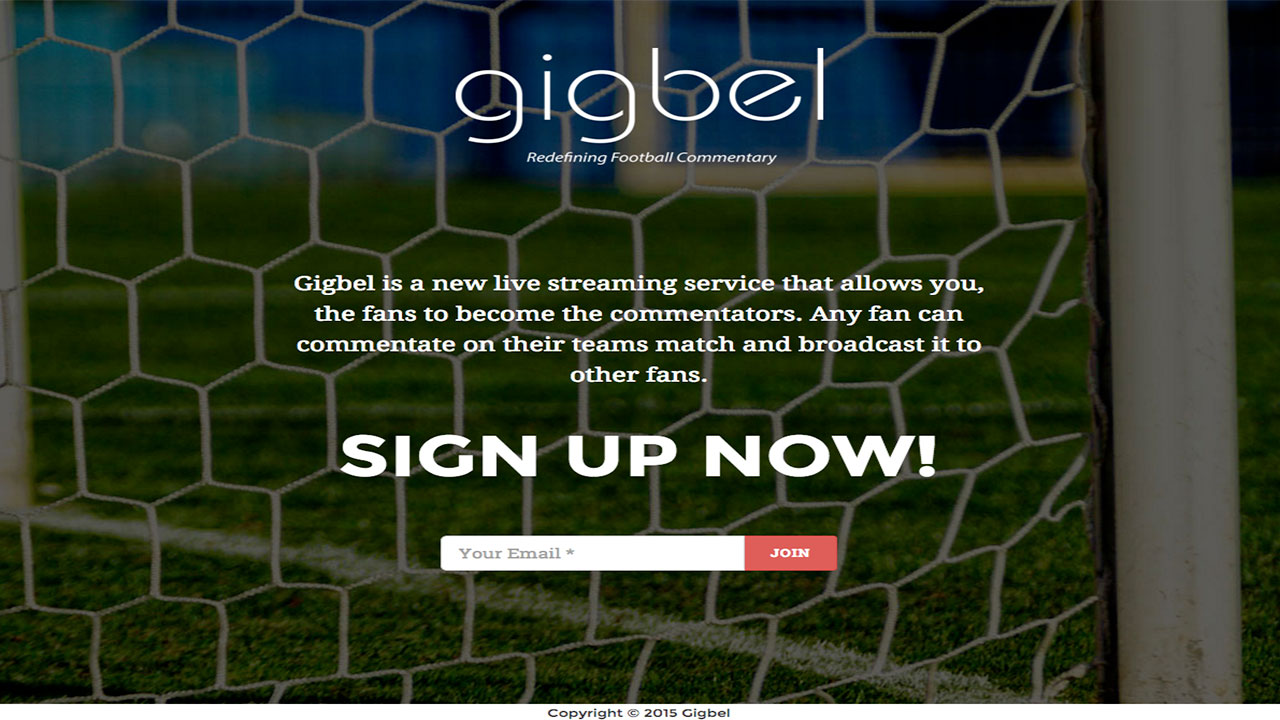 gigbel
Redefining Football Commentary
Gigbel is a new live streaming service that allows you,
the fans to become the commentators. Any fan can
commentate on their teams match and broadcast it to
other fans.
SIGN UP NOW!
Your Email *
JOIN
Copyright © 2015 Gigbel